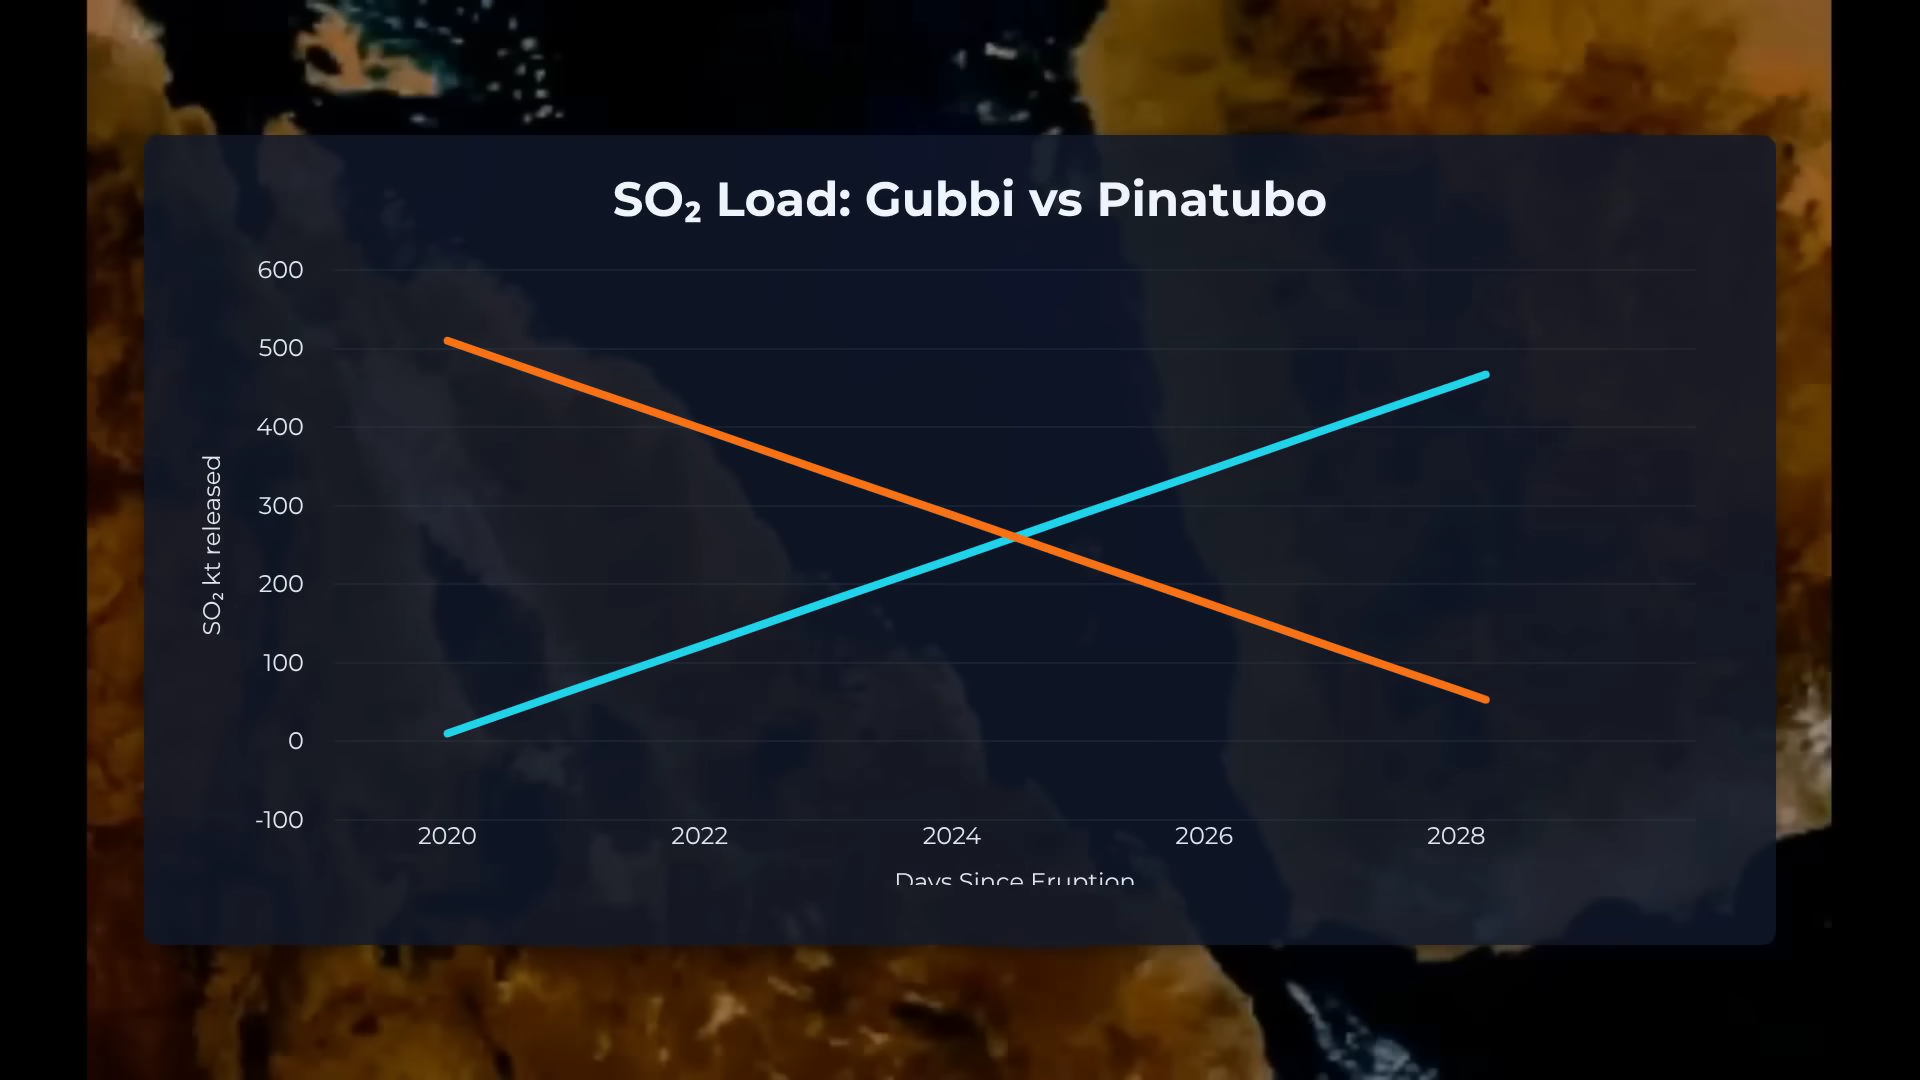 SO₂ Load: Gubbi vs Pinatubo
600
500
400
300
200
100
0
-100
SO₂ kt released
2020 2022 2024 2026 2028
Days Since Eruption